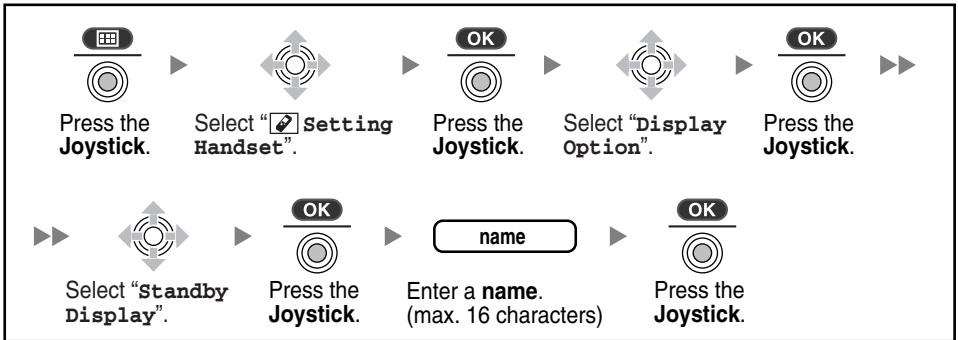 OK OK
Press the Select “ Setting Press the Select “Display Press the
Joystick. Handset”. Joystick. Option”. Joystick.
OK name OK
Select “Standby Press the Enter a name. Press the
Display”. Joystick. (max. 16 characters) Joystick.